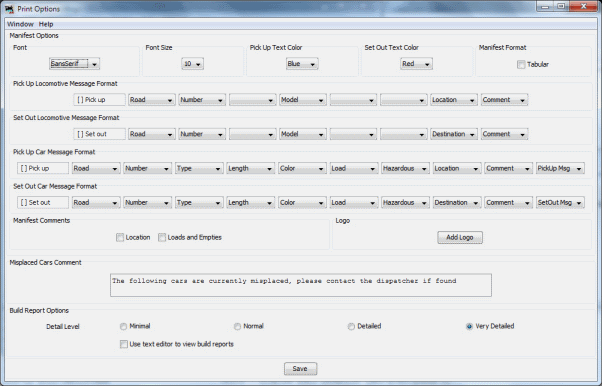 Print Options
Window Help
Manifest Options
Font Font Size Pick Up Text Color Set Out Text Color Manifest Format
SansSerif 10 Blue Red Tabular
Pick Up Locomotive Message Format
[ ] Pick up Road Number Model Location Comment
Set Out Locomotive Message Format
[ ] Set out Road Number Model Destination Comment
Pick Up Car Message Format
[ ] Pick up Road Number Type Length Color Load Hazardous Location Comment PickUp Msg
Set Out Car Message Format
[ ] Set out Road Number Type Length Color Load Hazardous Destination Comment SetOut Msg
Manifest Comments Logo
Location Loads and Empties Add Logo
Misplaced Cars Comment
The following cars are currently misplaced, please contact the dispatcher if found
Build Report Options
Detail Level Minimal Normal Detailed Very Detailed
Use text editor to view build reports
Save